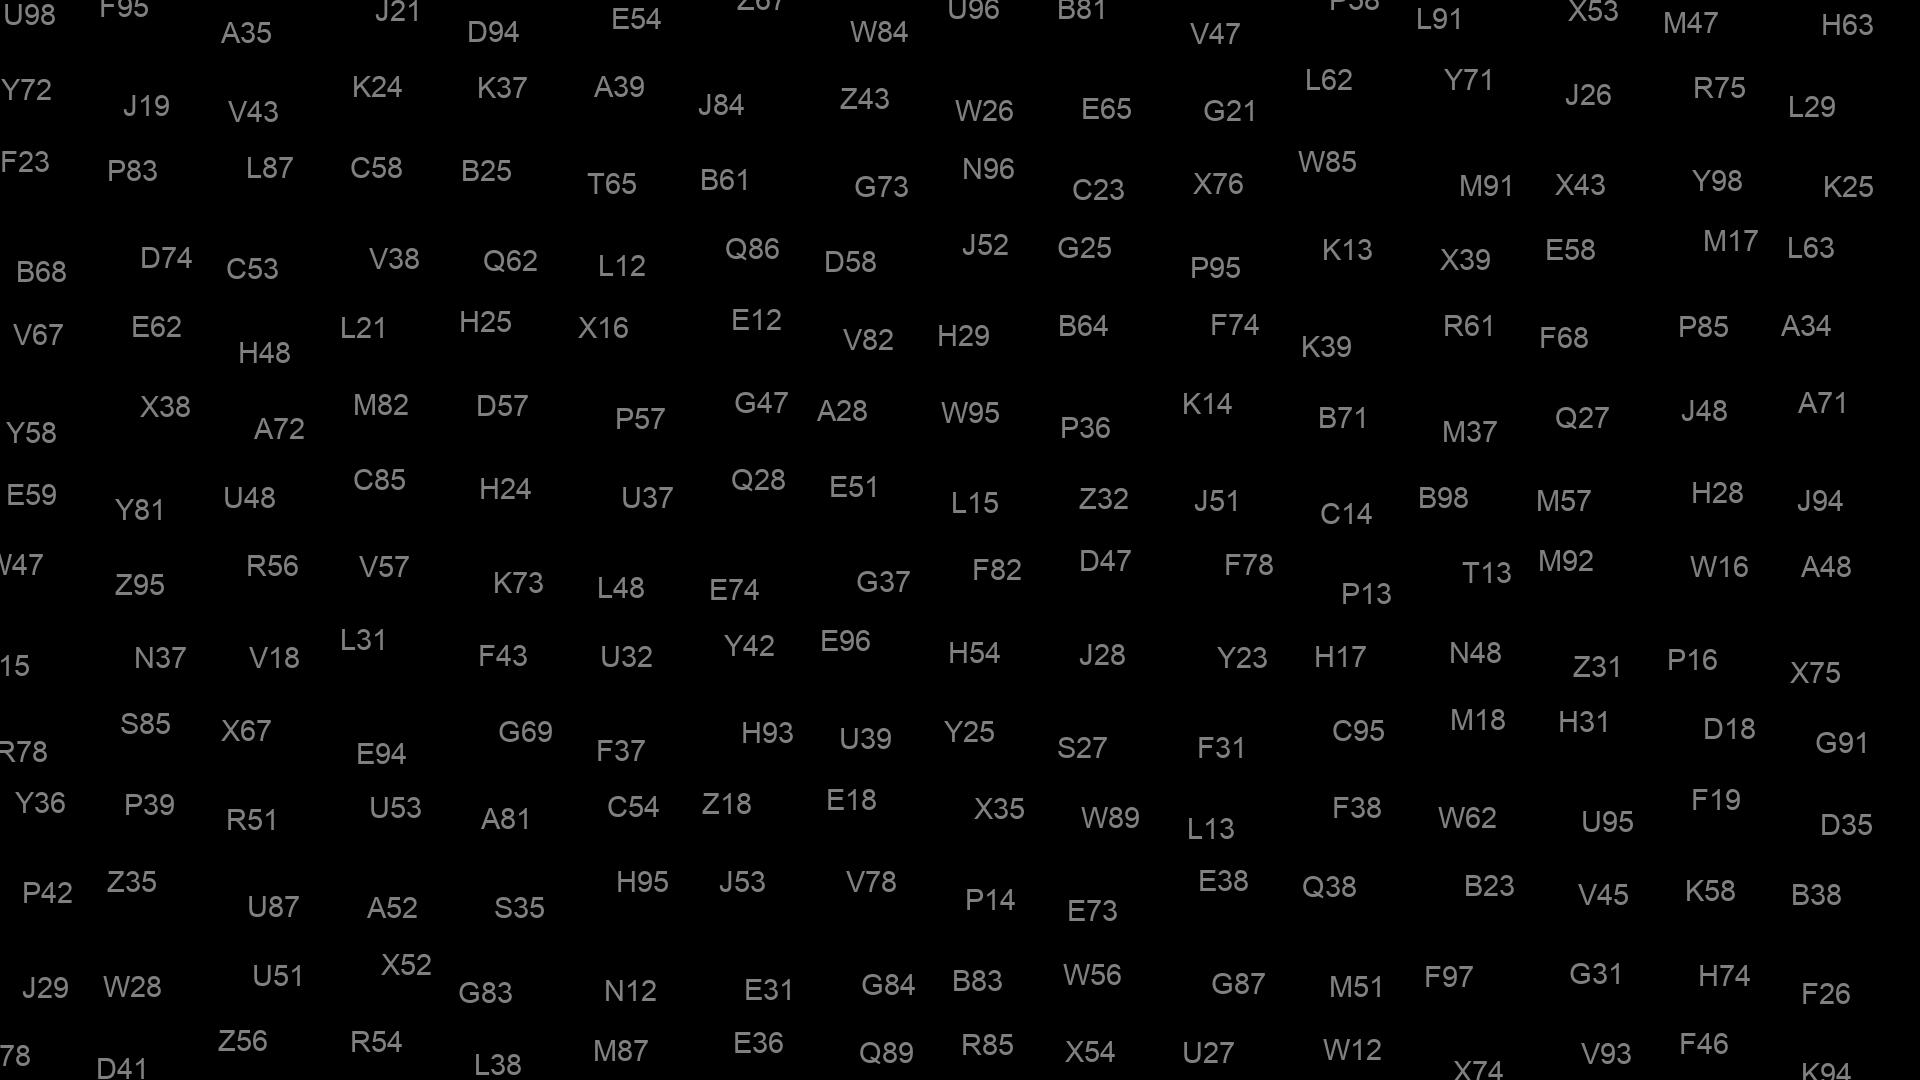 U98 F95 A35 J21 D94 E54 Z67 W84 U96 B81 V47 P58 L91 X53 M47 H63
Y72 J19 V43 K24 K37 A39 J84 Z43 W26 E65 G21 L62 Y71 J26 R75 L29
F23 P83 L87 C58 B25 T65 B61 G73 N96 C23 X76 W85 M91 X43 Y98 K25
B68 D74 C53 V38 Q62 L12 Q86 D58 J52 G25 P95 K13 X39 E58 M17 L63
V67 E62 H48 L21 H25 X16 E12 V82 H29 B64 F74 K39 R61 F68 P85 A34
Y58 X38 A72 M82 D57 P57 G47 A28 W95 P36 K14 B71 M37 Q27 J48 A71
E59 Y81 U48 C85 H24 U37 Q28 E51 L15 Z32 J51 C14 B98 M57 H28 J94
W47 Z95 R56 V57 K73 L48 E74 G37 F82 D47 F78 P13 T13 M92 W16 A48
15 N37 V18 L31 F43 U32 Y42 E96 H54 J28 Y23 H17 N48 Z31 P16 X75
R78 S85 X67 E94 G69 F37 H93 U39 Y25 S27 F31 C95 M18 H31 D18 G91
Y36 P39 R51 U53 A81 C54 Z18 E18 X35 W89 L13 F38 W62 U95 F19 D35
P42 Z35 U87 A52 S35 H95 J53 V78 P14 E73 E38 Q38 B23 V45 K58 B38
J29 W28 U51 X52 G83 N12 E31 G84 B83 W56 G87 M51 F97 G31 H74 F26
78 D41 Z56 R54 L38 M87 E36 Q89 R85 X54 U27 W12 X74 V93 F46 K94